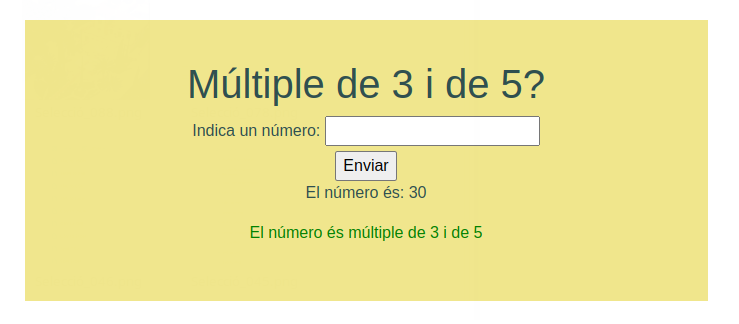 Múltiple de 3 i de 5?
Indica un número:
Enviar
El número és: 30
El número és múltiple de 3 i de 5